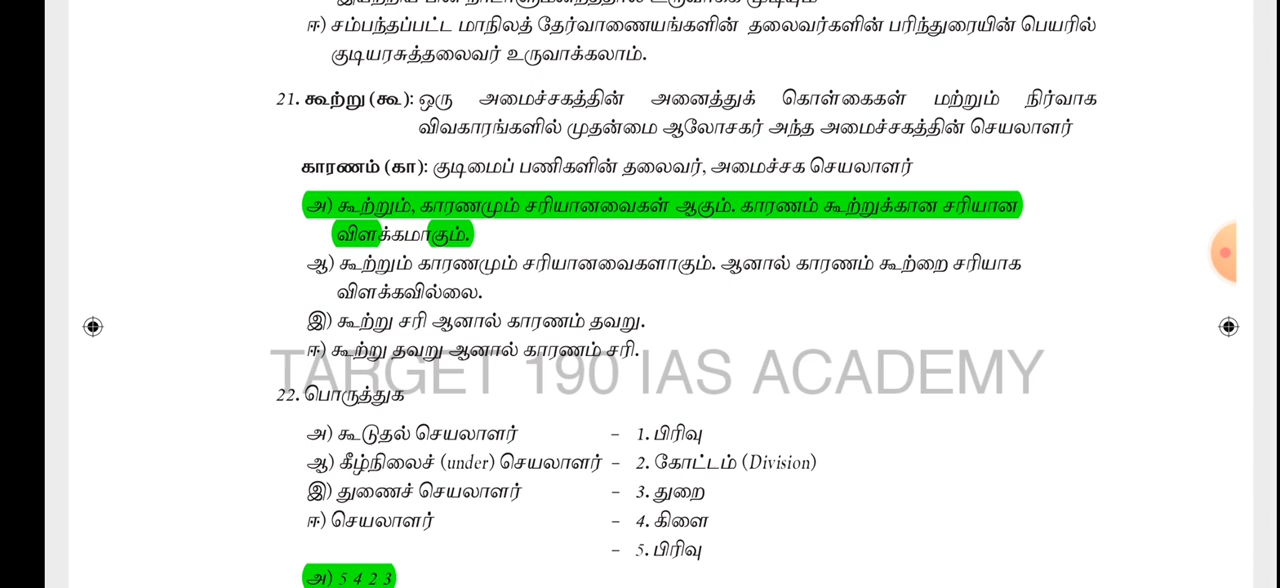 ஈ) சம்பந்தப்பட்ட மாநிலத் தேர்வாணையங்களின் தலைவர்களின் பரிந்துரையின் பெயரில்
குடியரசுத்தலைவர் உருவாக்கலாம்.
21. கூற்று (கூ): ஒரு அமைச்சகத்தின் அனைத்துக் கொள்கைகள் மற்றும் நிர்வாக
விவகாரங்களில் முதன்மை ஆலோசகர் அந்த அமைச்சகத்தின் செயலாளர்
காரணம் (கா): குடிமைப் பணிகளின் தலைவர், அமைச்சக செயலாளர்
அ) கூற்றும், காரணமும் சரியானவைகள் ஆகும். காரணம் கூற்றுக்கான சரியான
விளக்கமாகும்.
ஆ) கூற்றும் காரணமும் சரியானவைகளாகும். ஆனால் காரணம் கூற்றை சரியாக
விளக்கவில்லை.
இ) கூற்று சரி ஆனால் காரணம் தவறு.
ஈ) கூற்று தவறு ஆனால் காரணம் சரி.
TARGET 190 IAS ACADEMY
22. பொருத்துக
அ) கூடுதல் செயலாளர் – 1. பிரிவு
ஆ) கீழ்நிலைச் (under) செயலாளர் – 2. கோட்டம் (Division)
இ) துணைச் செயலாளர் – 3. துறை
ஈ) செயலாளர் – 4. கிளை
– 5. பிரிவு
அ) 5 4 2 3